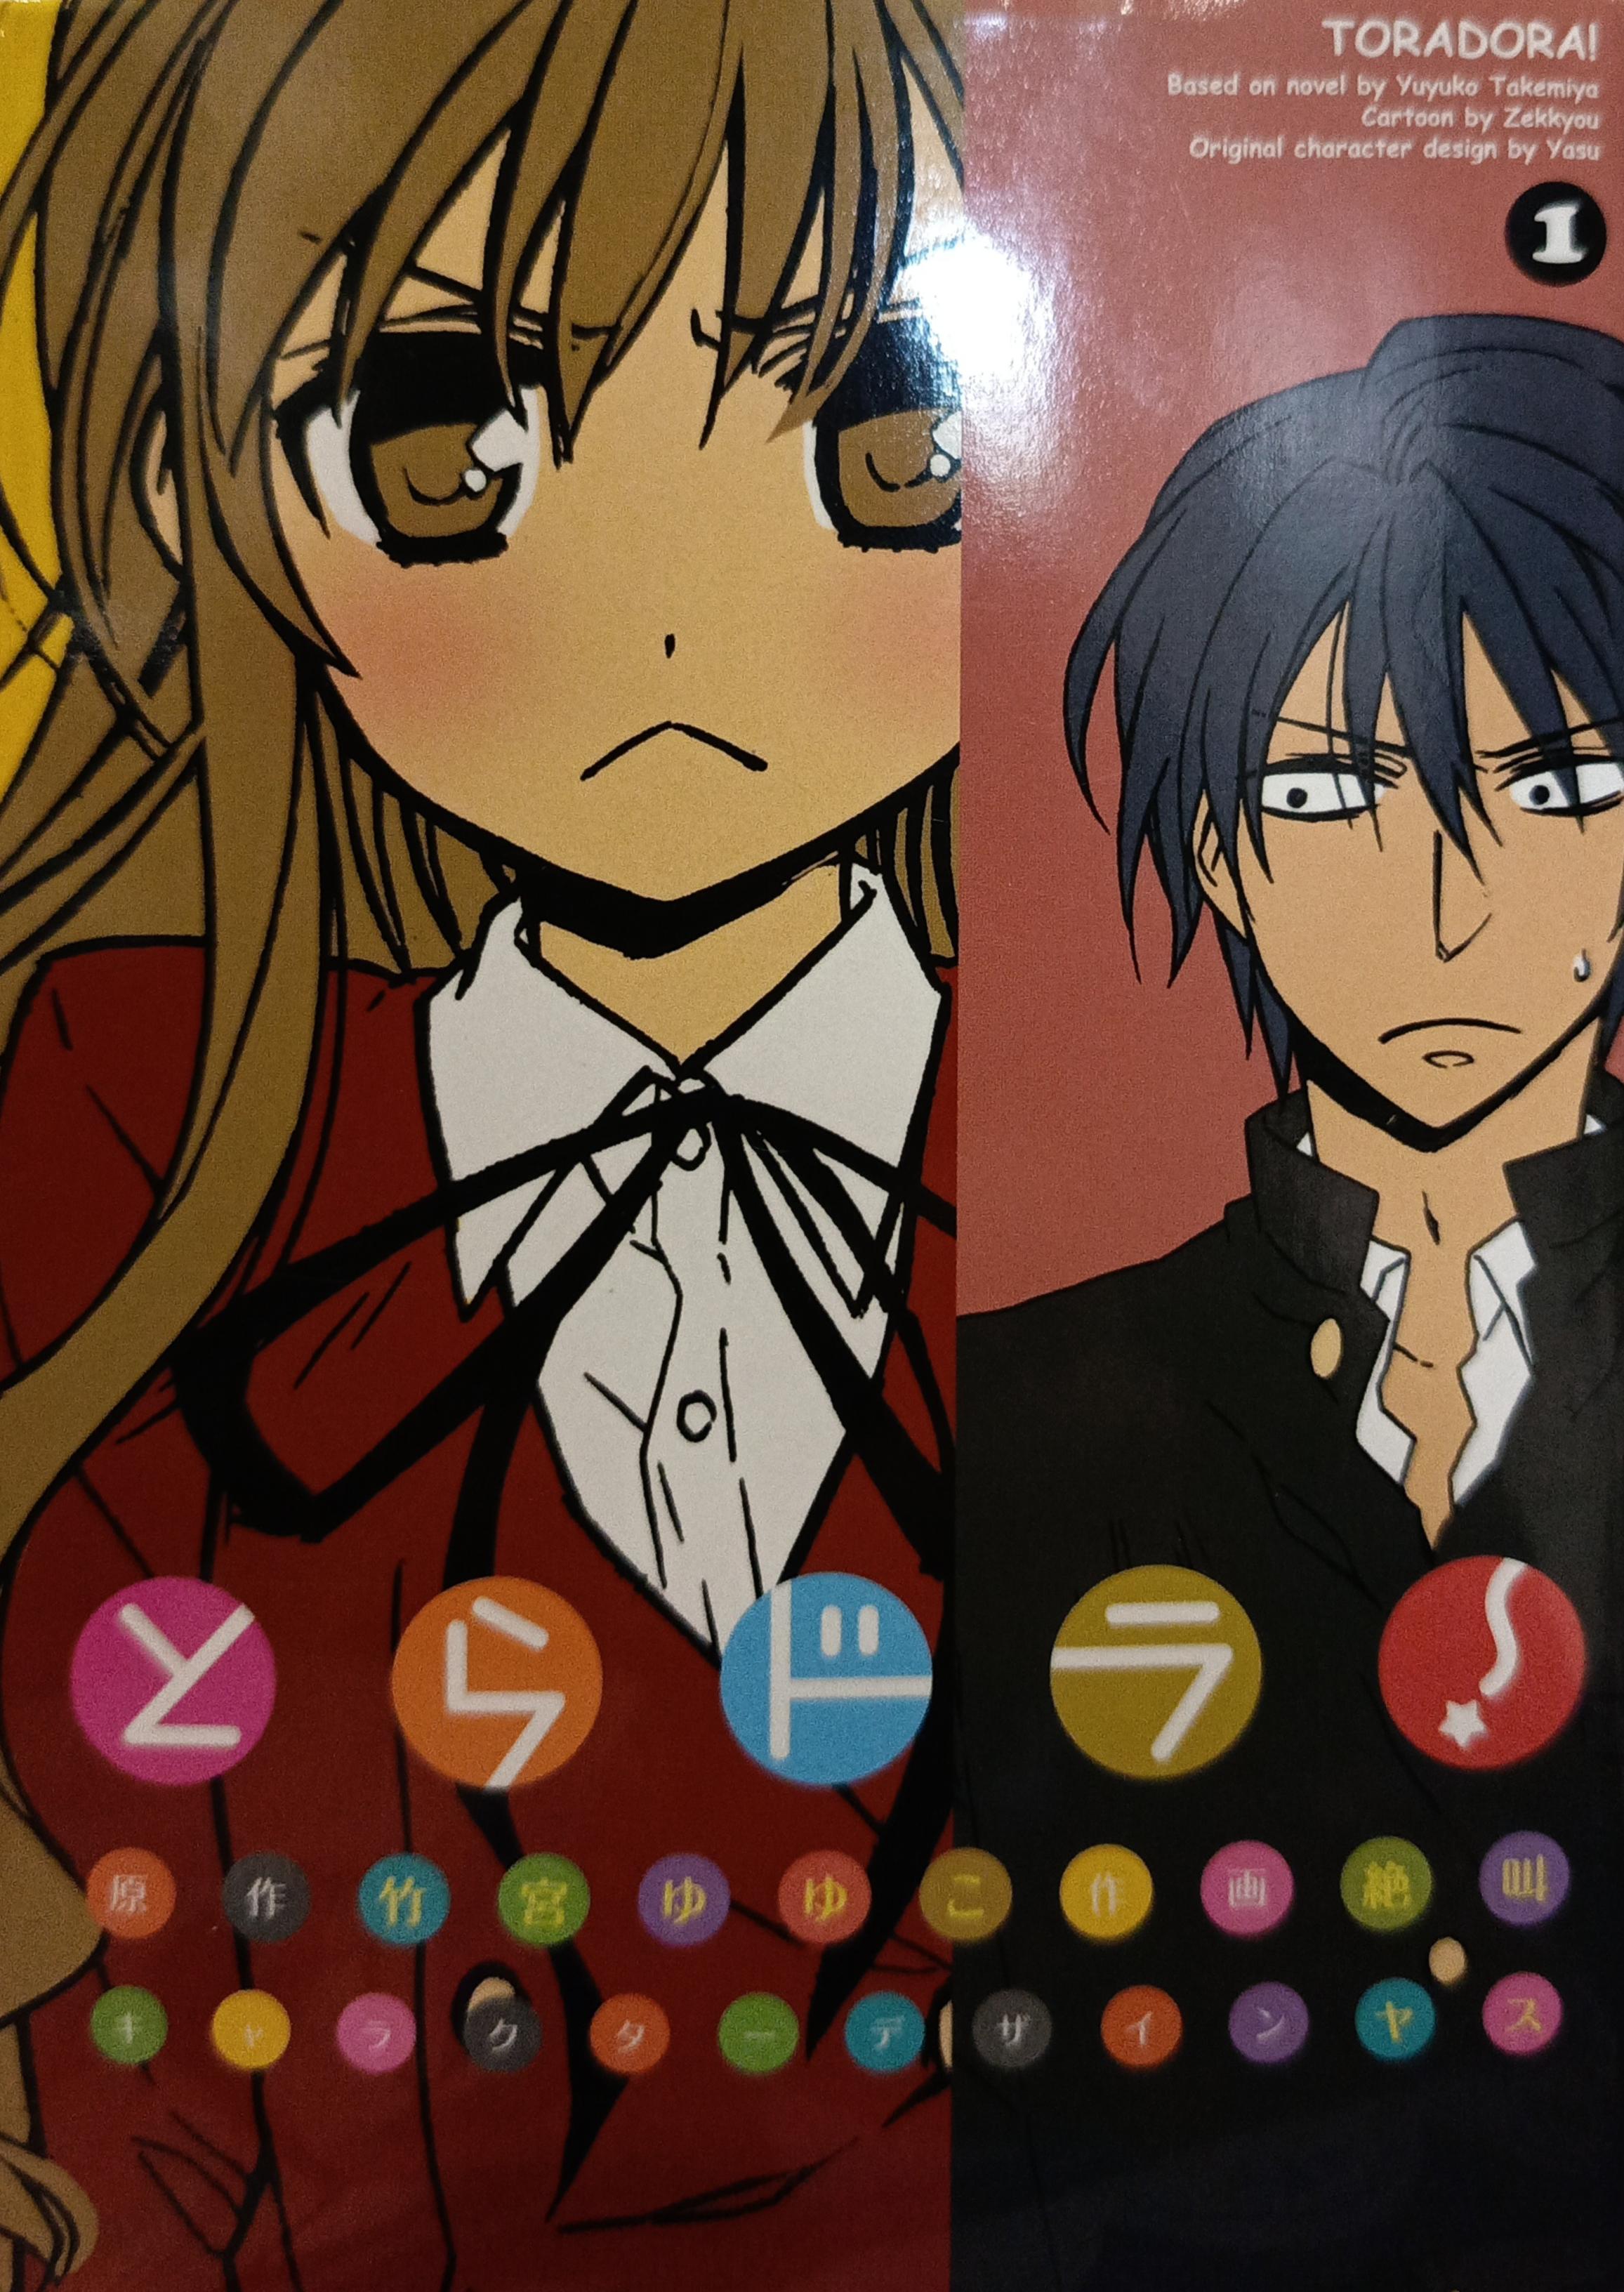 TORADORA!
Based on novel by Yuyuko Takemiya
Cartoon by Zekkyou
Original character design by Yasu
1
とらドラ!
原作竹宮ゆゆこ作画絶叫
キャラクターデザインヤス